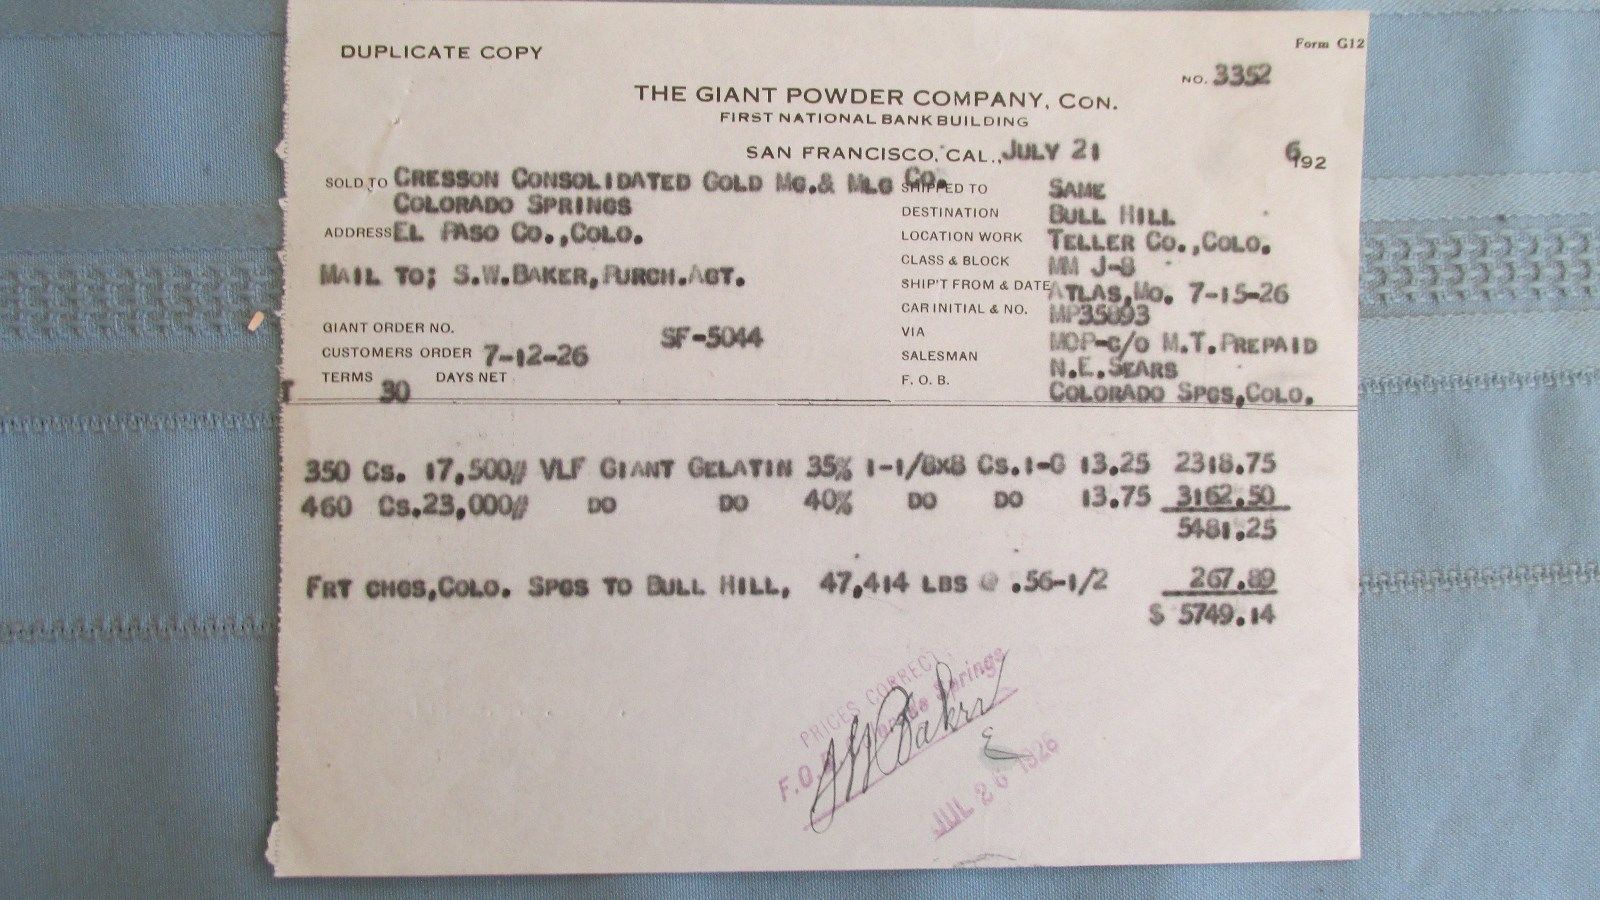 DUPLICATE COPY
Form G12
NO. 3352
THE GIANT POWDER COMPANY, CON.
FIRST NATIONAL BANK BUILDING
SAN FRANCISCO, CAL., JULY 21 6 192
SOLD TO CRESSON CONSOLIDATED GOLD MG.& MLG CO.
COLORADO SPRINGS
ADDRESS EL PASO CO.,COLO.
MAIL TO; S.W.BAKER,PURCH.AGT.
GIANT ORDER NO. SF-5044
CUSTOMERS ORDER 7-12-26
TERMS 30 DAYS NET
SHIPPED TO SAME
DESTINATION BULL HILL
LOCATION WORK TELLER CO.,COLO.
CLASS & BLOCK MM J-8
SHIP'T FROM & DATE ATLAS,MO. 7-15-26
CAR INITIAL & NO. MP35893
VIA MOP-C/O M.T.PREPAID
SALESMAN N.E.SEARS
F. O. B. COLORADO SPGS,COLO.
350 CS. 17,500# VLF GIANT GELATIN 35% 1-1/8X8 CS.1-C 13.25 2318.75
460 CS.23,000# DO DO 40% DO DO 13.75 3162.50
5481.25
FRT CHGS,COLO. SPGS TO BULL HILL, 47,414 LBS @ .56-1/2 267.89
$ 5749.14
PRICES CORRECT
F.O.B. Colorado Springs
SW Baker
JUL 26 1926